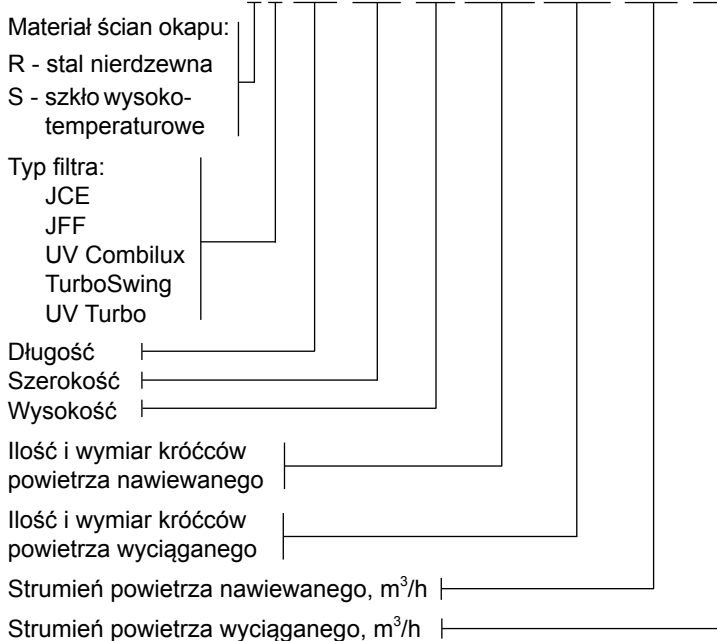 Materiał ścian okapu:
R - stal nierdzewna
S - szkło wysoko-
temperaturowe
Typ filtra:
JCE
JFF
UV Combilux
TurboSwing
UV Turbo
Długość
Szerokość
Wysokość
Ilość i wymiar króćców
powietrza nawiewanego
Ilość i wymiar króćców
powietrza wyciąganego
Strumień powietrza nawiewanego, m³/h
Strumień powietrza wyciąganego, m³/h